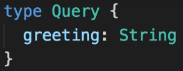 type Query {
  greeting: String
}